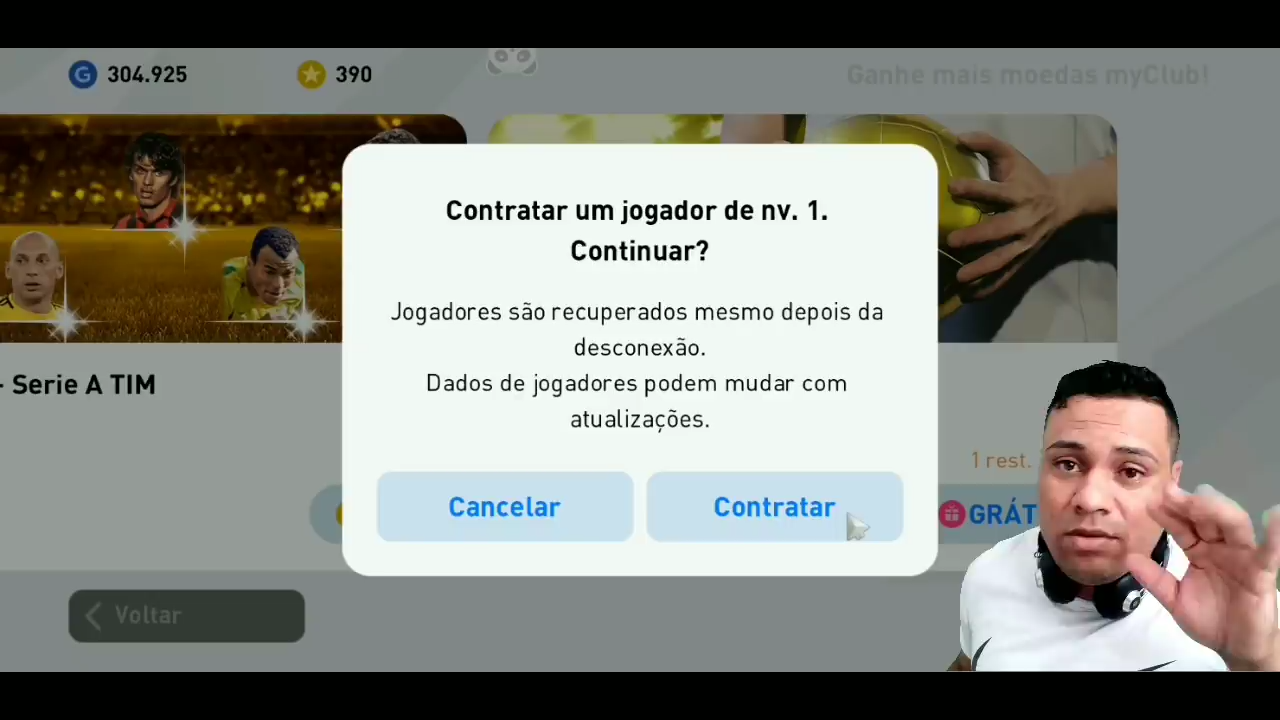 G 304.925 390 Ganhe mais moedas myClub!
Contratar um jogador de nv. 1.
Continuar?
Jogadores são recuperados mesmo depois da
desconexão.
Dados de jogadores podem mudar com
atualizações.
- Serie A TIM
1 rest.
Cancelar Contratar GRÁT
Voltar